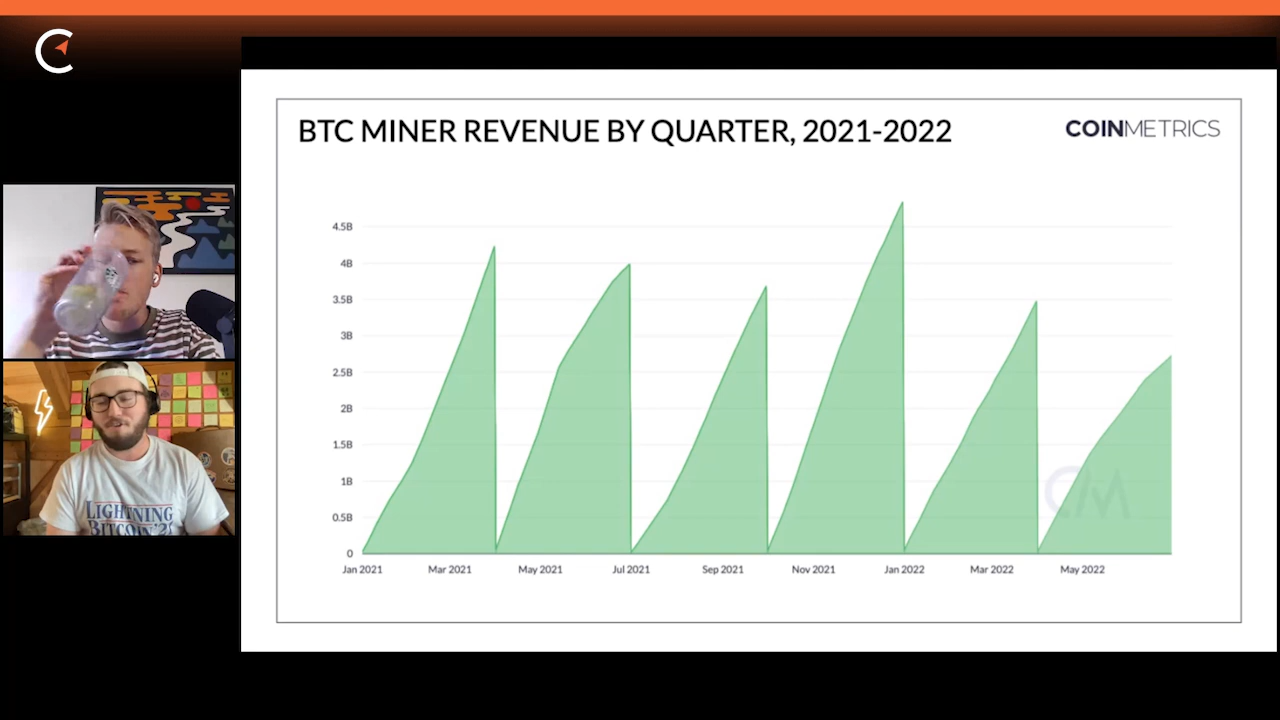 BTC MINER REVENUE BY QUARTER, 2021-2022
COINMETRICS
4.5B
4B
3.5B
3B
2.5B
2B
1.5B
1B
0.5B
0
Jan 2021
Mar 2021
May 2021
Jul 2021
Sep 2021
Nov 2021
Jan 2022
Mar 2022
May 2022
CM
LIGHTNING
BITCOIN